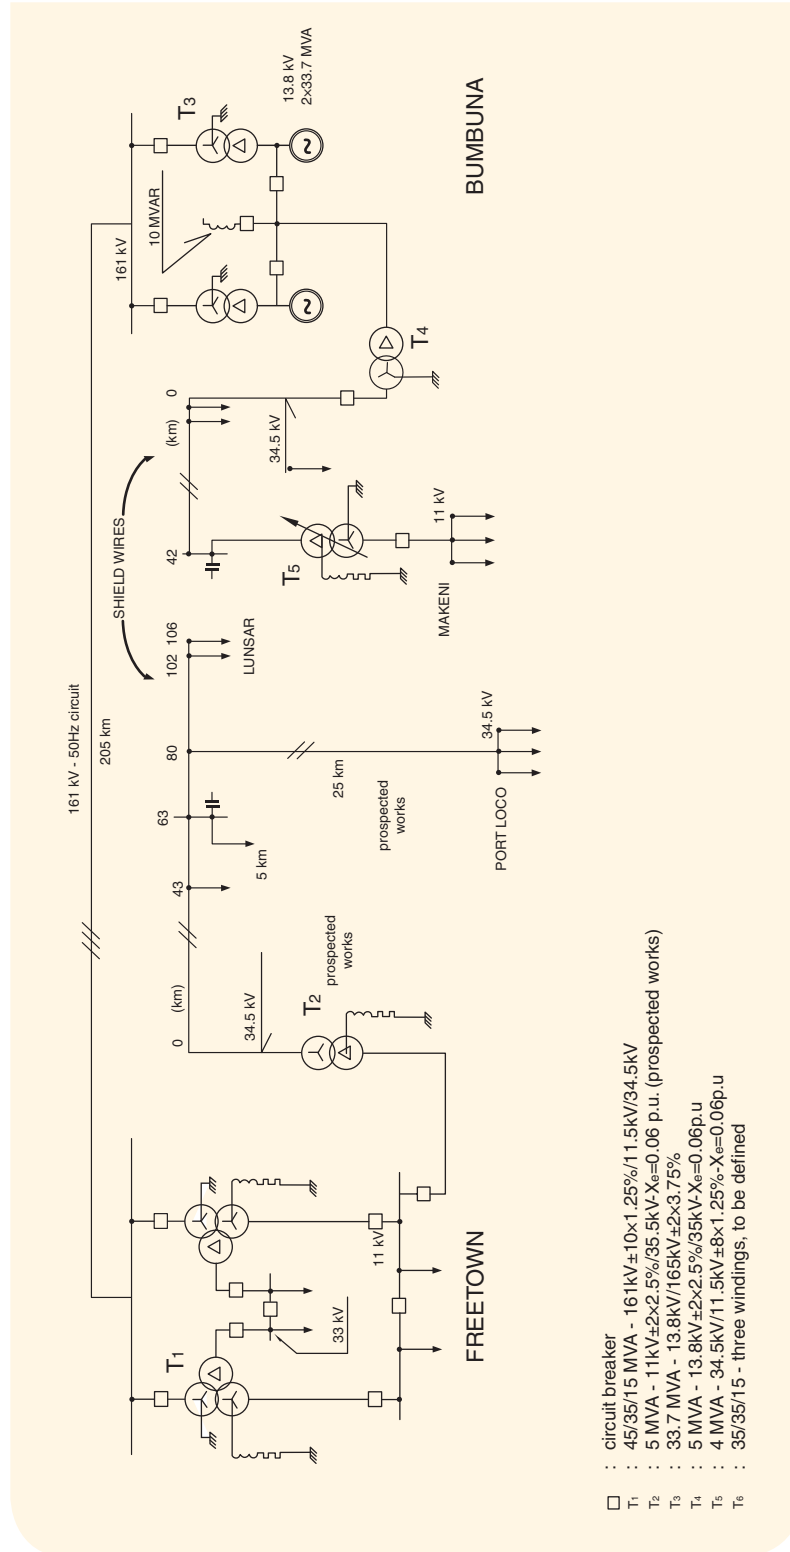 161 kV - 50Hz circuit
205 km
SHIELD WIRES
0
(km)
43
63
80
102
106
42
(km)
0
161 kV
10 MVAR
T3
13.8 kV
2×33.7 MVA
BUMBUNA
T4
34.5 kV
T5
11 kV
MAKENI
LUNSAR
34.5 kV
25 km
prospected
works
PORT LOCO
5 km
34.5 kV
T2
prospected
works
T1
33 kV
11 kV
FREETOWN
: circuit breaker
T1 : 45/35/15 MVA - 161kV±10×1.25%/11.5kV/34.5kV
T2 : 5 MVA - 11kV±2×2.5%/35.5kV-Xe=0.06 p.u. (prospected works)
T3 : 33.7 MVA - 13.8kV/165kV±2×3.75%
T4 : 5 MVA - 13.8kV±2×2.5%/35kV-Xe=0.06p.u
T5 : 4 MVA - 34.5kV/11.5kV±8×1.25%-Xe=0.06p.u
T6 : 35/35/15 - three windings, to be defined